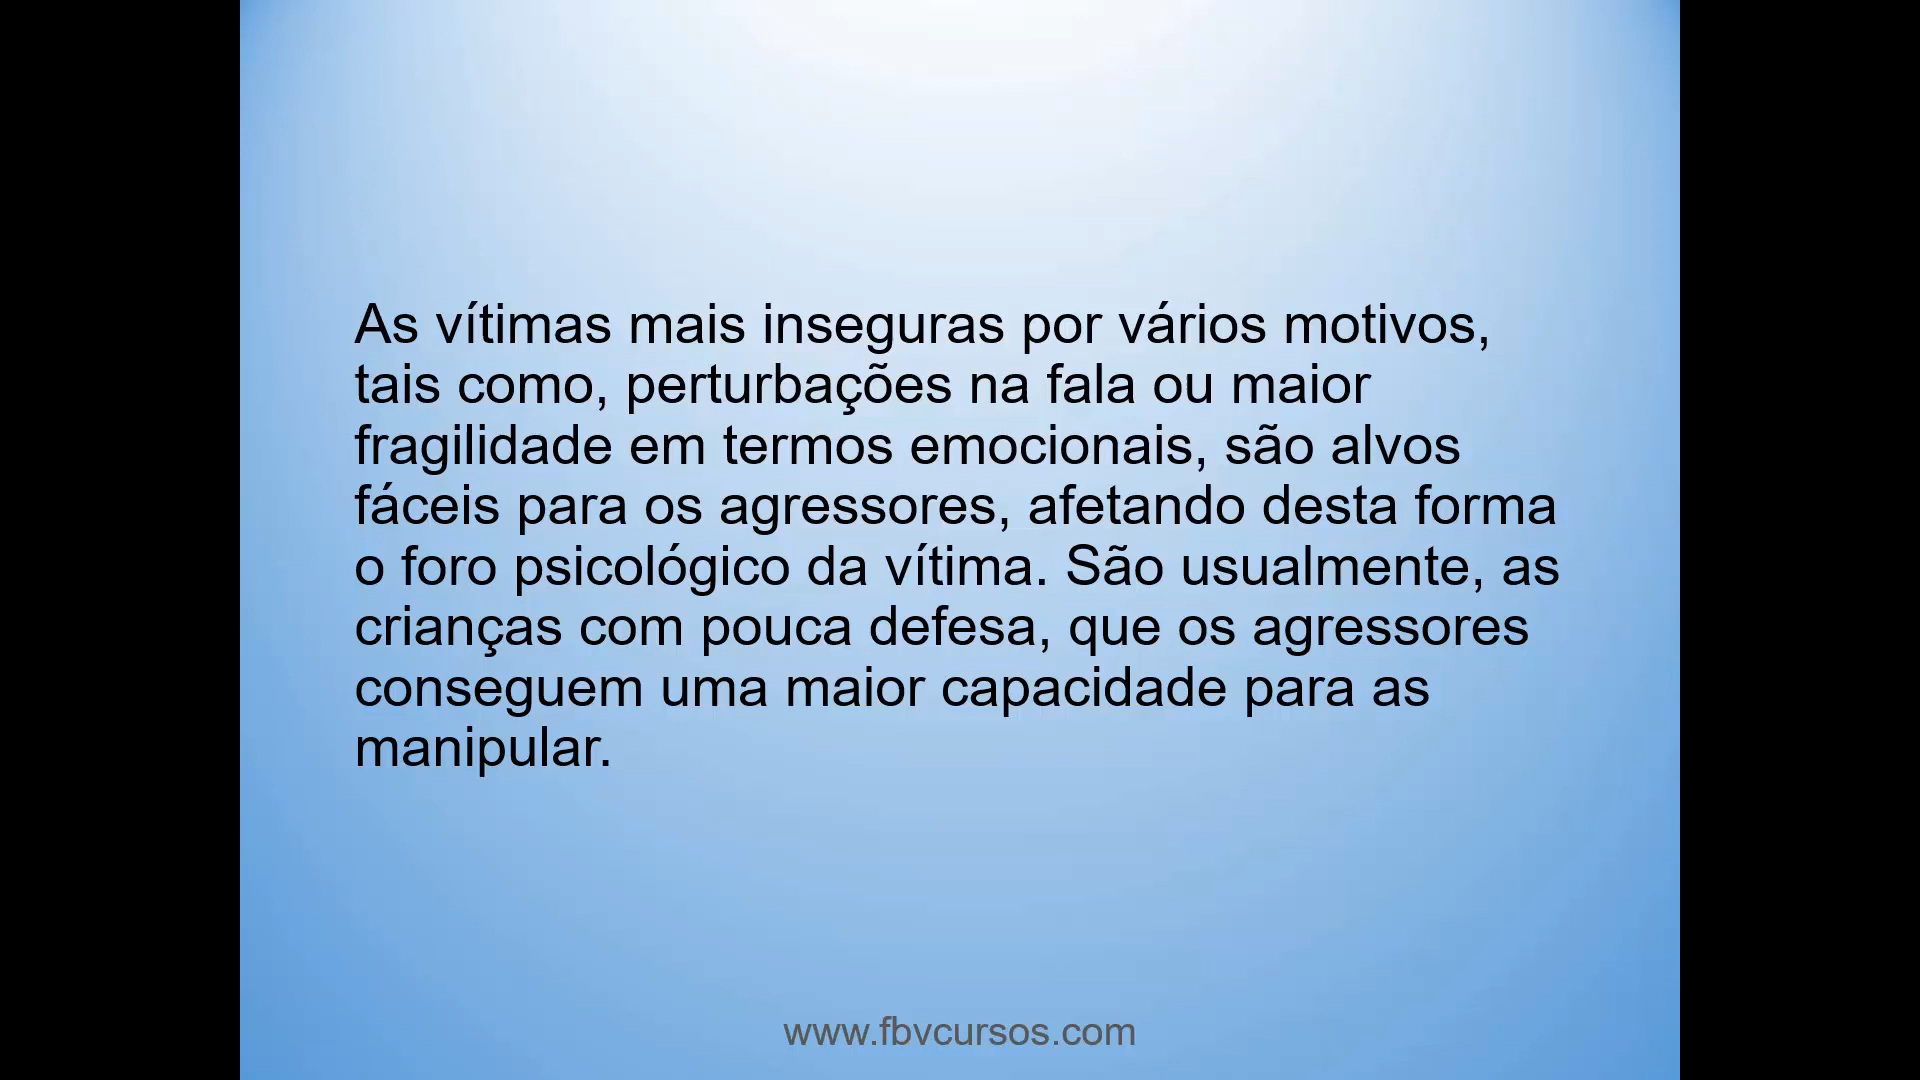 As vítimas mais inseguras por vários motivos,
tais como, perturbações na fala ou maior
fragilidade em termos emocionais, são alvos
fáceis para os agressores, afetando desta forma
o foro psicológico da vítima. São usualmente, as
crianças com pouca defesa, que os agressores
conseguem uma maior capacidade para as
manipular.
www.fbvcursos.com